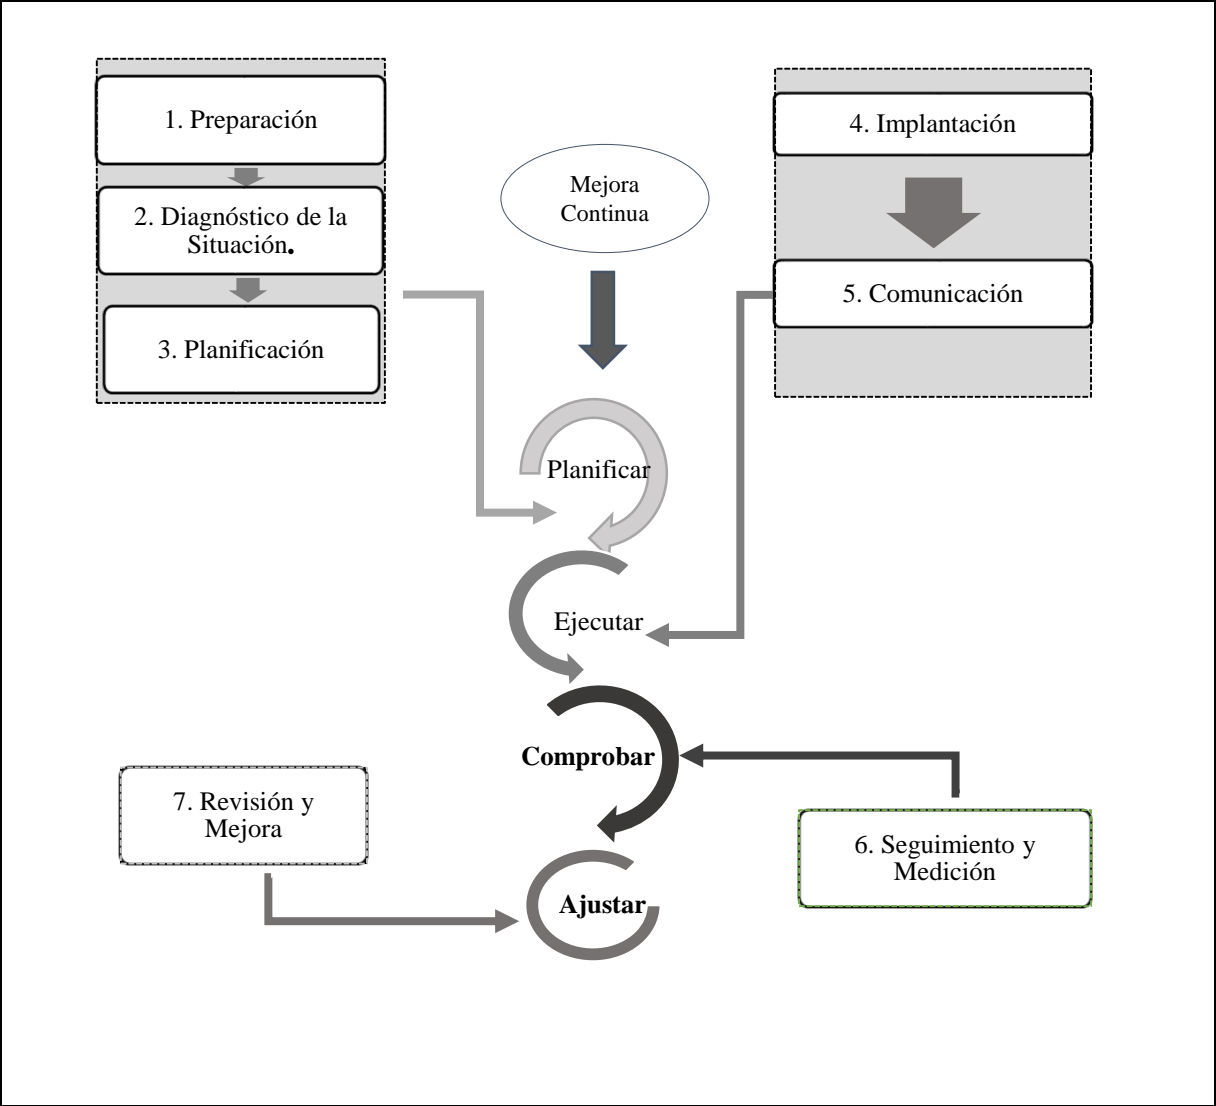 1. Preparación
2. Diagnóstico de la
Situación.
3. Planificación
Mejora
Continua
4. Implantación
5. Comunicación
Planificar
Ejecutar
Comprobar
Ajustar
6. Seguimiento y
Medición
7. Revisión y
Mejora